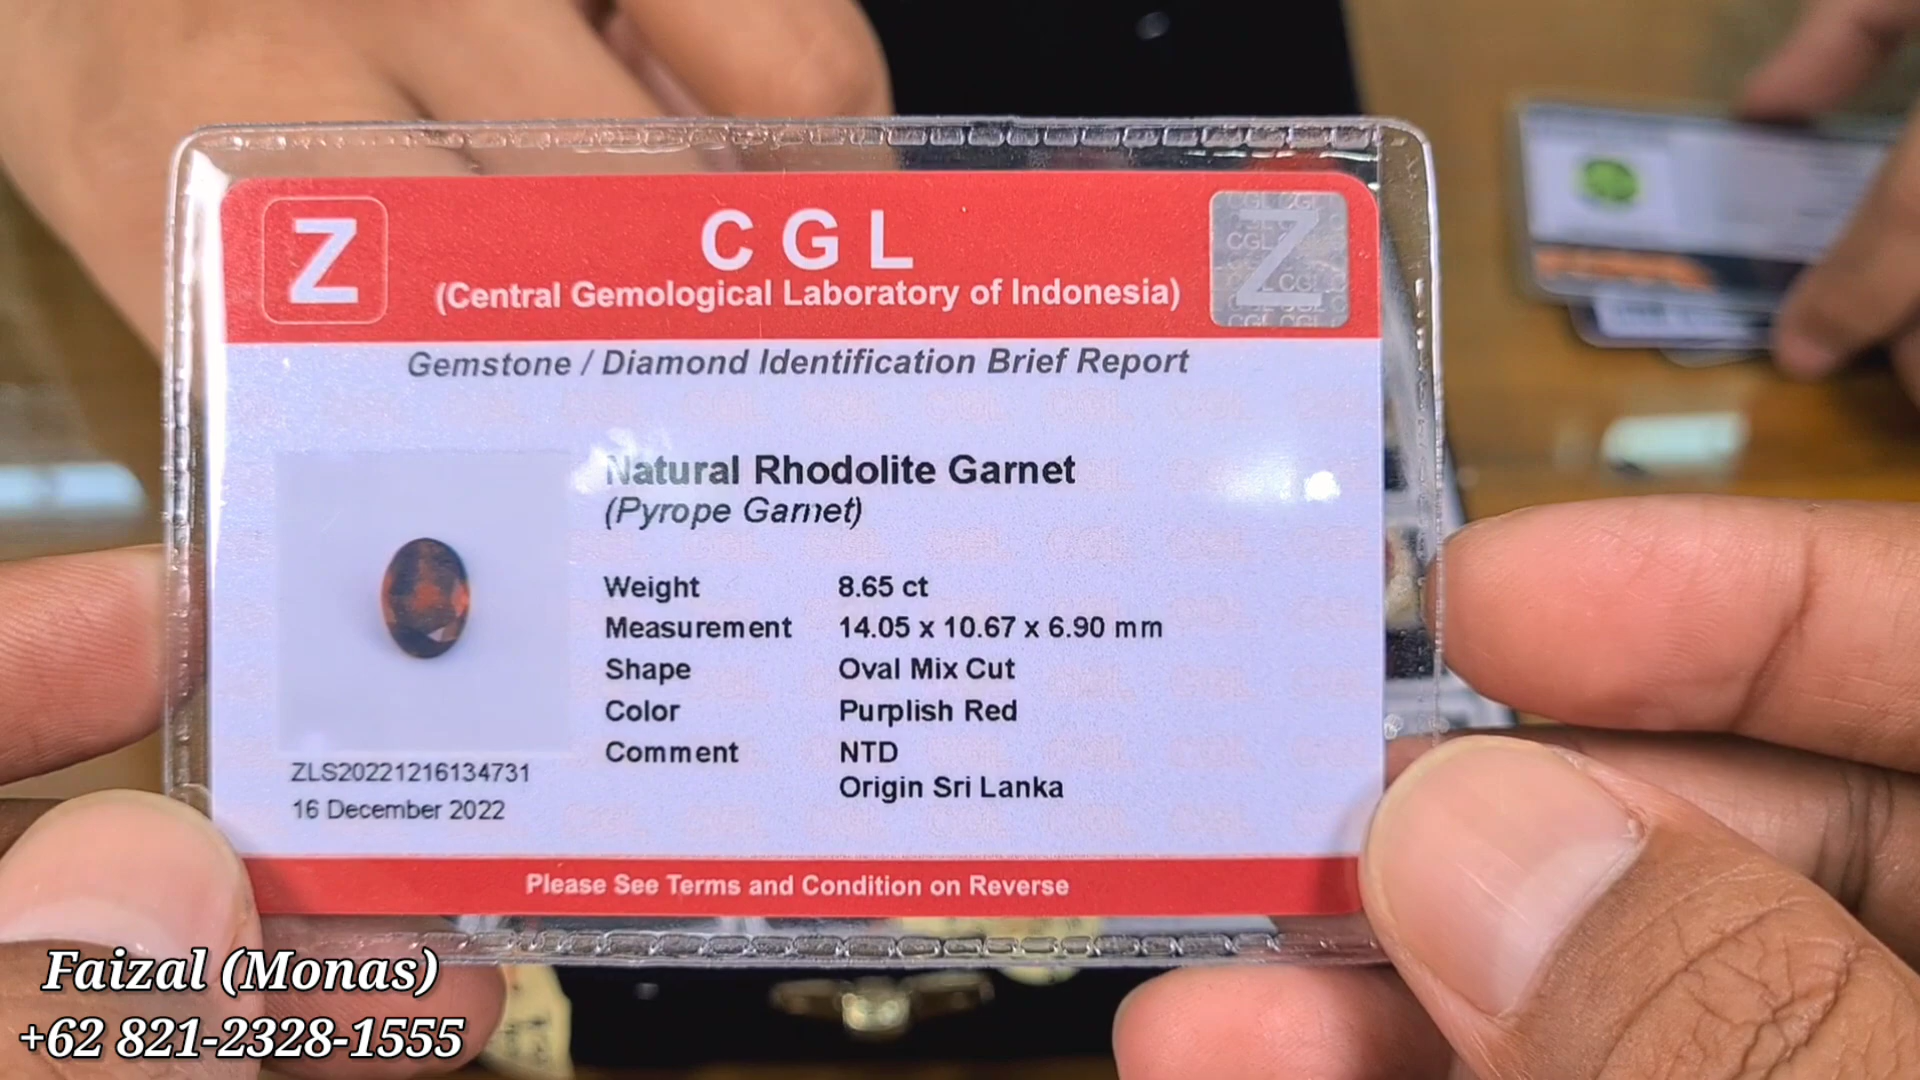 Z
C G L
(Central Gemological Laboratory of Indonesia)
Z
Gemstone / Diamond Identification Brief Report
Natural Rhodolite Garnet
(Pyrope Garnet)
Weight 8.65 ct
Measurement 14.05 x 10.67 x 6.90 mm
Shape Oval Mix Cut
Color Purplish Red
Comment NTD
Origin Sri Lanka
ZLS20221216134731
16 December 2022
Please See Terms and Condition on Reverse
Faizal (Monas)
+62 821-2328-1555